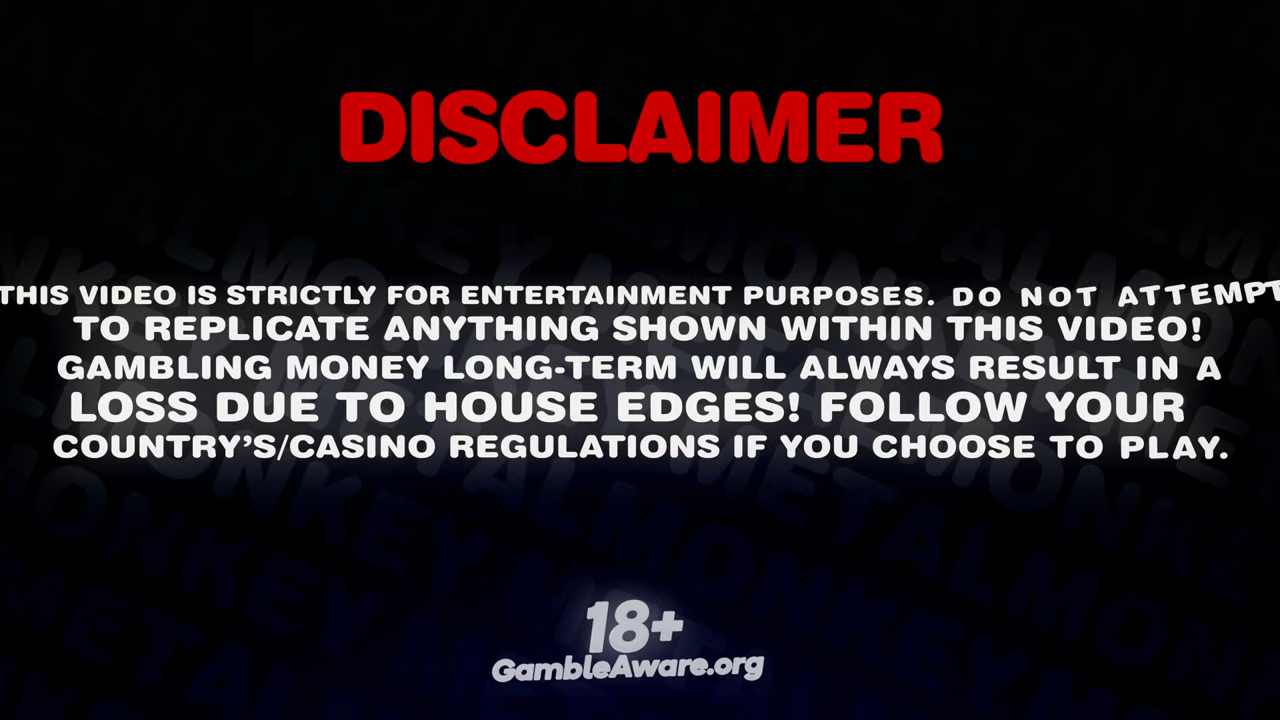 DISCLAIMER
THIS VIDEO IS STRICTLY FOR ENTERTAINMENT PURPOSES. DO NOT ATTEMPT
TO REPLICATE ANYTHING SHOWN WITHIN THIS VIDEO!
GAMBLING MONEY LONG-TERM WILL ALWAYS RESULT IN A
LOSS DUE TO HOUSE EDGES! FOLLOW YOUR
COUNTRY'S/CASINO REGULATIONS IF YOU CHOOSE TO PLAY.
18+
GambleAware.org